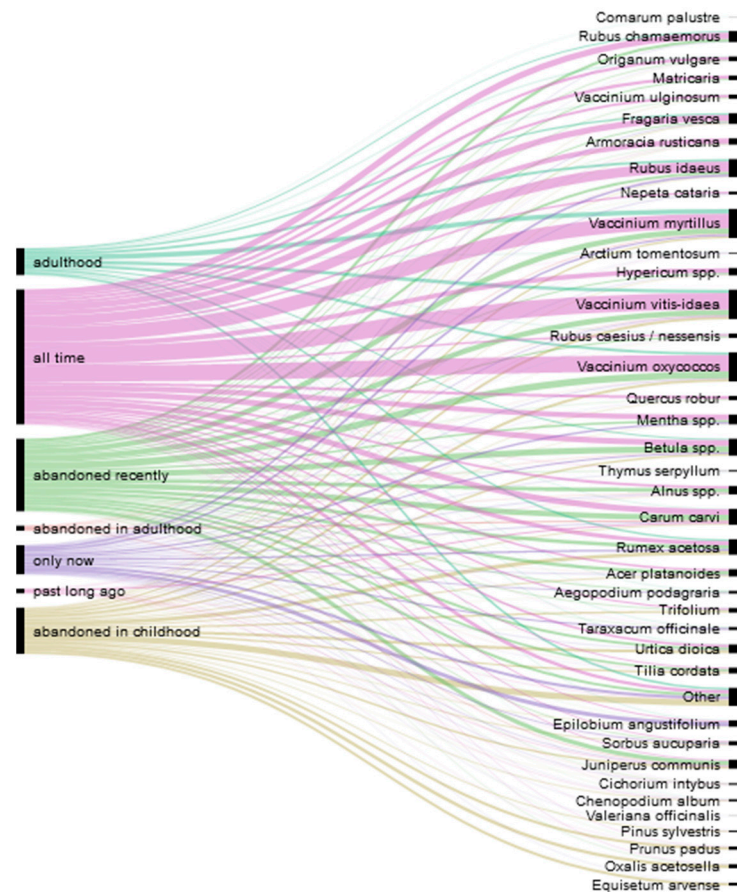 adulthood
all time
abandoned recently
abandoned in adulthood
only now
past long ago
abandoned in childhood
Comarum palustre
Rubus chamaemorus
Origanum vulgare
Matricaria
Vaccinium ulginosum
Fragaria vesca
Armoracia rusticana
Rubus idaeus
Nepeta cataria
Vaccinium myrtillus
Arctium tomentosum
Hypericum spp.
Vaccinium vitis-idaea
Rubus caesius / nessensis
Vaccinium oxycoccos
Quercus robur
Mentha spp.
Betula spp.
Thymus serpyllum
Alnus spp.
Carum carvi
Rumex acetosa
Acer platanoides
Aegopodium podagraria
Trifolium
Taraxacum officinale
Urtica dioica
Tilia cordata
Other
Epilobium angustifolium
Sorbus aucuparia
Juniperus communis
Cichorium intybus
Chenopodium album
Valeriana officinalis
Pinus sylvestris
Prunus padus
Oxalis acetosella
Equisetum arvense